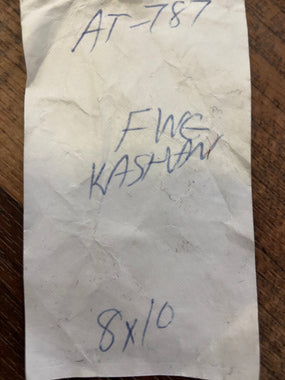 AT-787
FINE
KASHAN
8x10